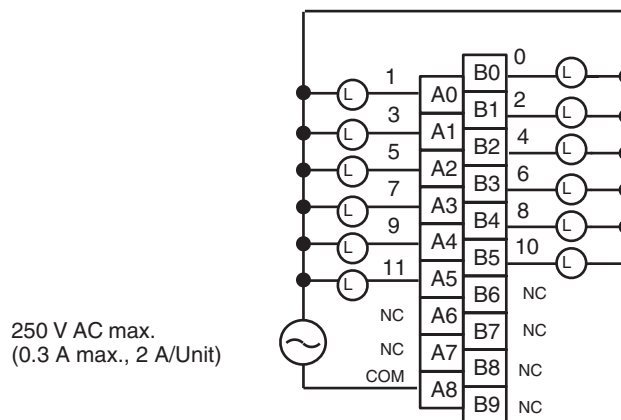 0
L B0
1
L A0
2
L B1
3
L A1
4
L B2
5
L A2
6
L B3
7
L A3
8
L B4
9
L A4
10
L B5
11
L A5
NC B6
NC A6
NC B7
NC A7
NC B8
COM A8
NC B9
250 V AC max.
(0.3 A max., 2 A/Unit)